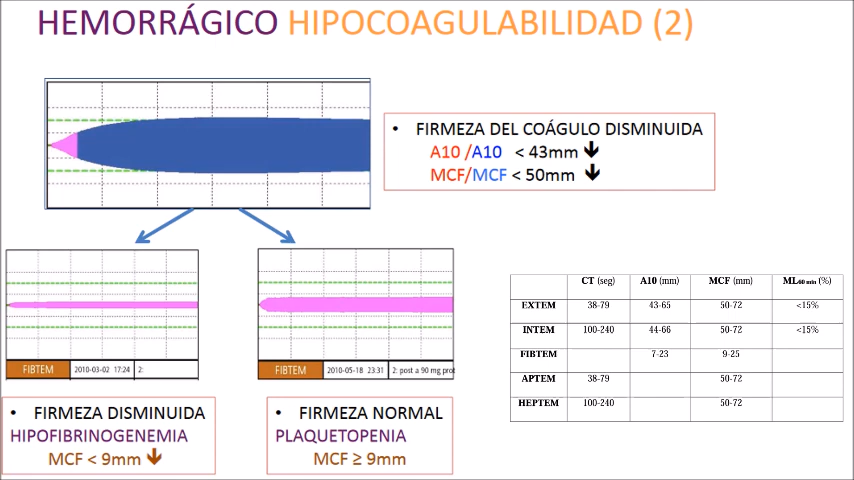 HEMORRÁGICO HIPOCOAGULABILIDAD (2)
• FIRMEZA DEL COÁGULO DISMINUIDA
A10 /A10 < 43mm 🡻
MCF/MCF < 50mm 🡻
FIBTEM 2010-03-02 17:24 2:
FIBTEM 2010-05-18 23:31 2: post a 90 mg prot
CT (seg) A10 (mm) MCF (mm) ML60 min (%)
EXTEM 38-79 43-65 50-72 <15%
INTEM 100-240 44-66 50-72 <15%
FIBTEM 7-23 9-25
APTEM 38-79 50-72
HEPTEM 100-240 50-72
• FIRMEZA DISMINUIDA
HIPOFIBRINOGENEMIA
MCF < 9mm 🡻
• FIRMEZA NORMAL
PLAQUETOPENIA
MCF ≥ 9mm